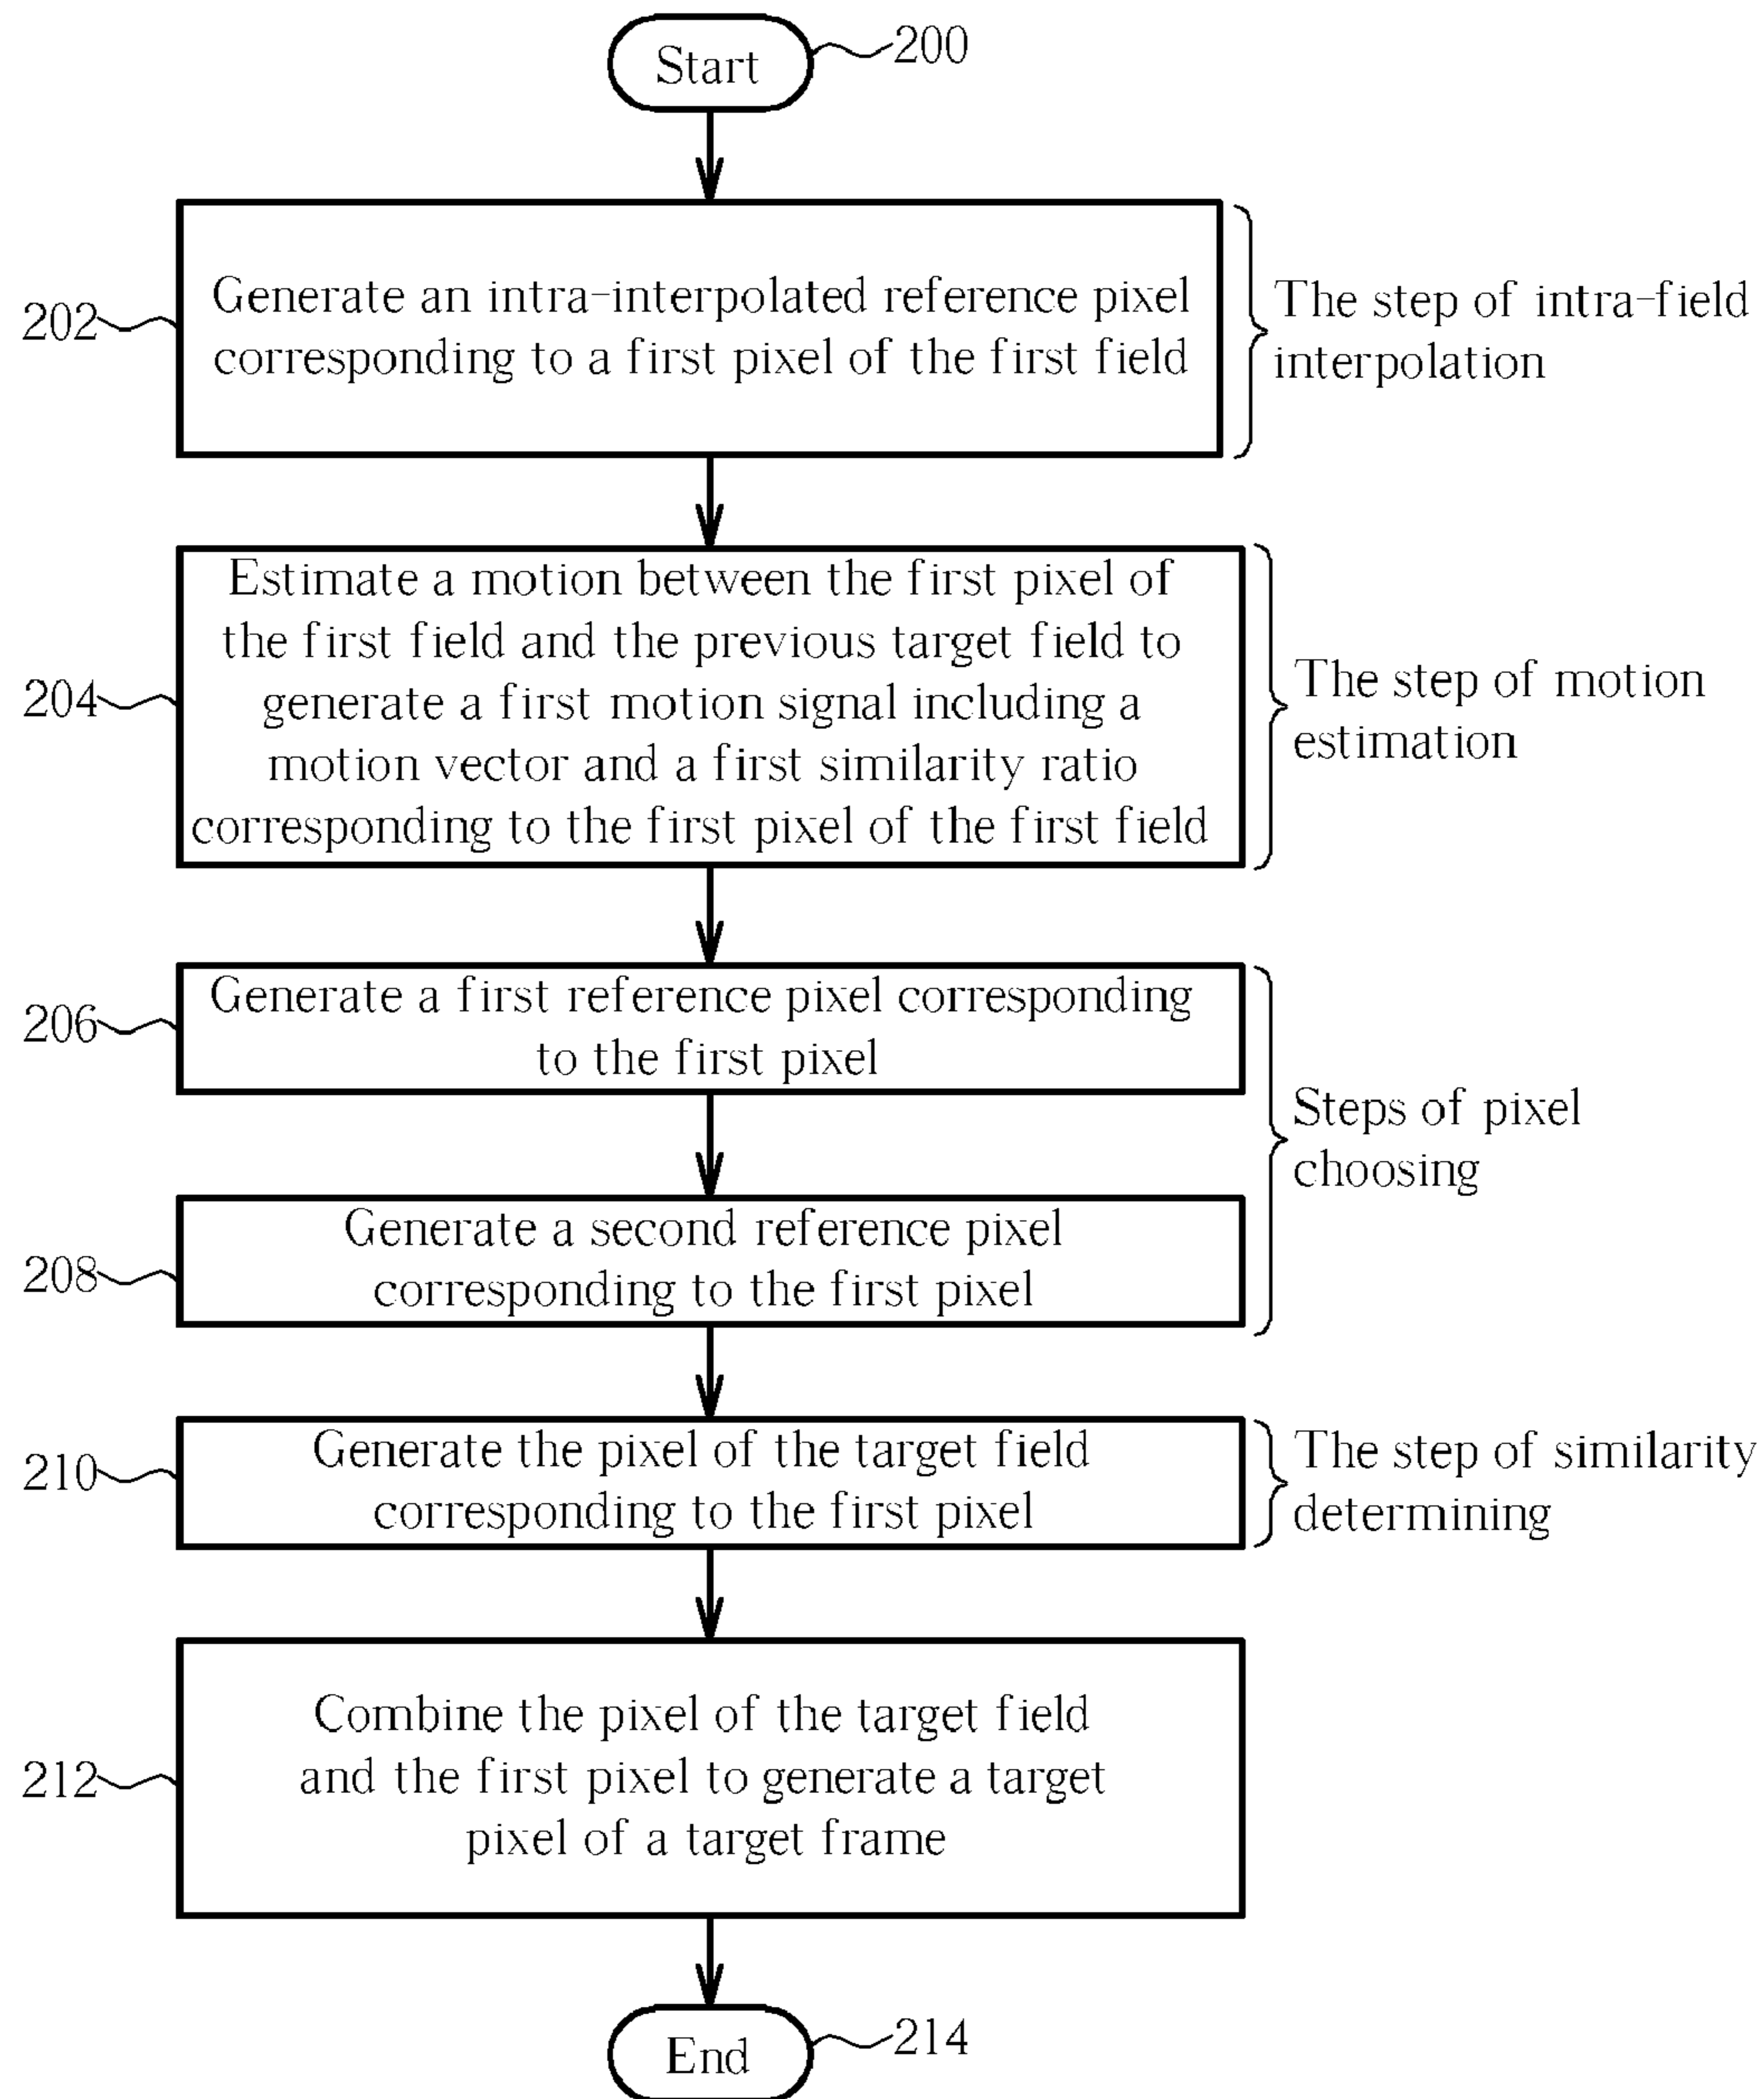 Start
200
202
Generate an intra-interpolated reference pixel
corresponding to a first pixel of the first field
The step of intra-field
interpolation
204
Estimate a motion between the first pixel of
the first field and the previous target field to
generate a first motion signal including a
motion vector and a first similarity ratio
corresponding to the first pixel of the first field
The step of motion
estimation
206
Generate a first reference pixel corresponding
to the first pixel
Steps of pixel
choosing
208
Generate a second reference pixel
corresponding to the first pixel
210
Generate the pixel of the target field
corresponding to the first pixel
The step of similarity
determining
212
Combine the pixel of the target field
and the first pixel to generate a target
pixel of a target frame
End
214